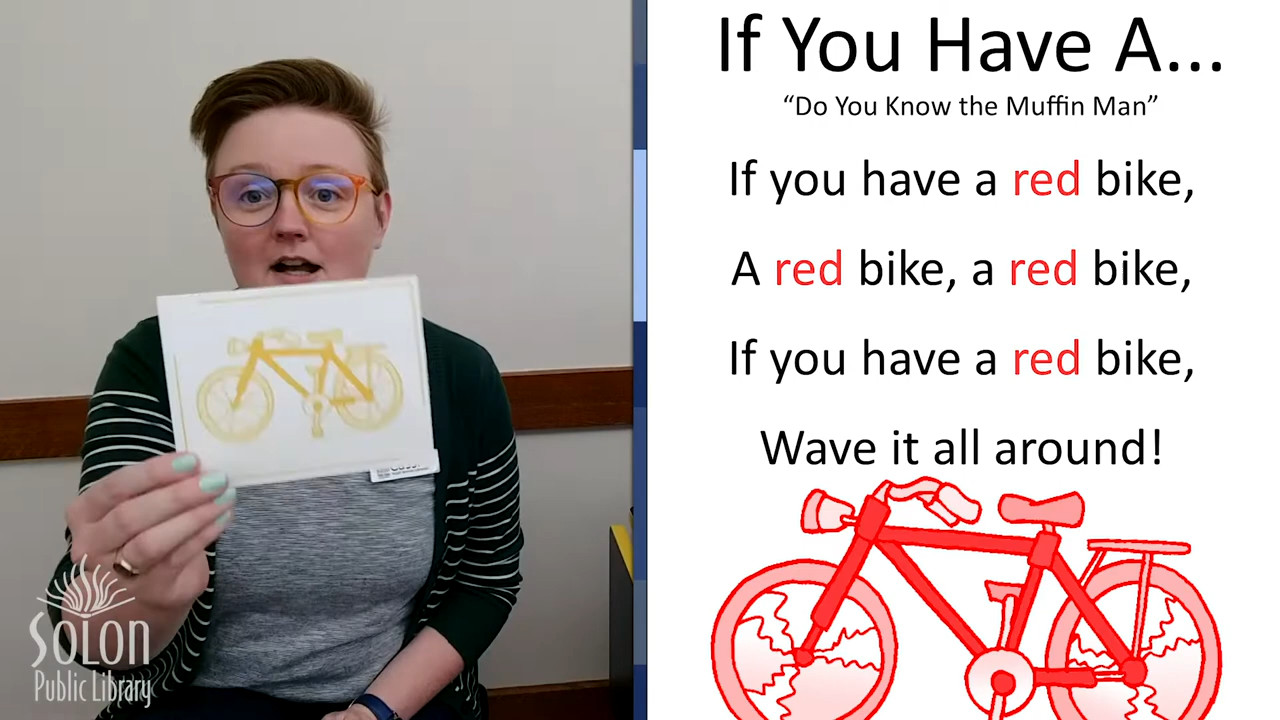 If You Have A...
“Do You Know the Muffin Man”
If you have a red bike,
A red bike, a red bike,
If you have a red bike,
Wave it all around!
SOLON
Public Library